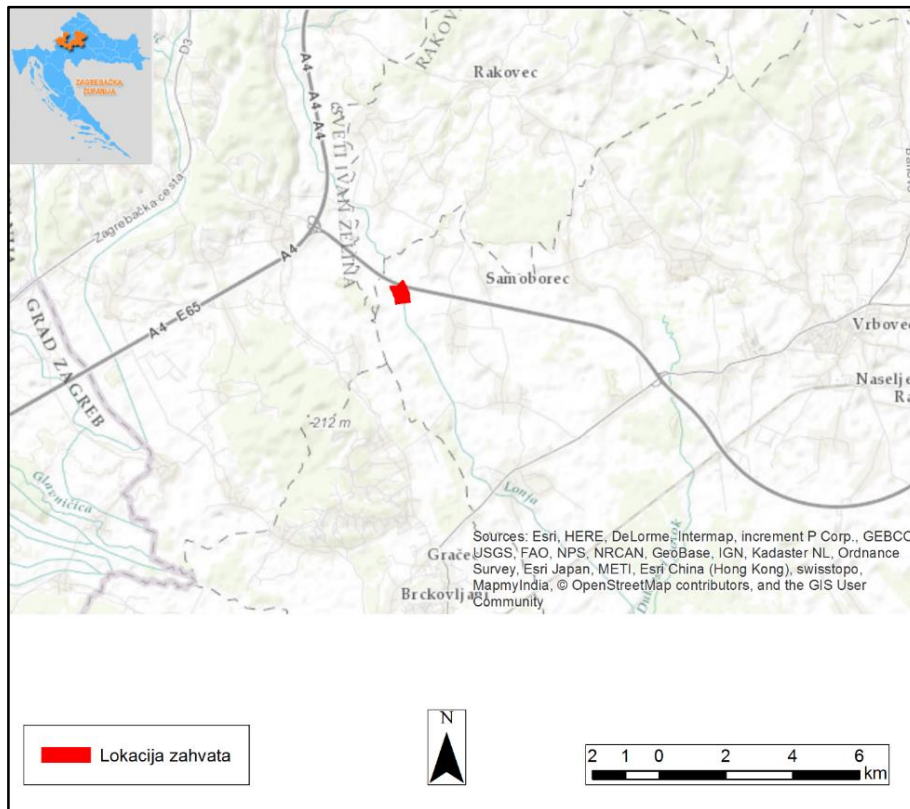 ZAGREBAČKA
ŽUPANIJA
D3
A4
A4
A4
RAKOV
Rakovec
SVETI IVAN ZELINA
Zagrebačka cesta
A4
A4
E65
Samoborec
GRAD ZAGREB
Vrbovec
Naselje
Ra
212 m
Glavničica
Lonja
Sources: Esri, HERE, DeLorme, Intermap, increment P Corp., GEBCO,
USGS, FAO, NPS, NRCAN, GeoBase, IGN, Kadaster NL, Ordnance
Survey, Esri Japan, METI, Esri China (Hong Kong), swisstopo,
MapmyIndia, © OpenStreetMap contributors, and the GIS User
Community
Brckovljani
N
Lokacija zahvata
2 1 0 2 4 6
km